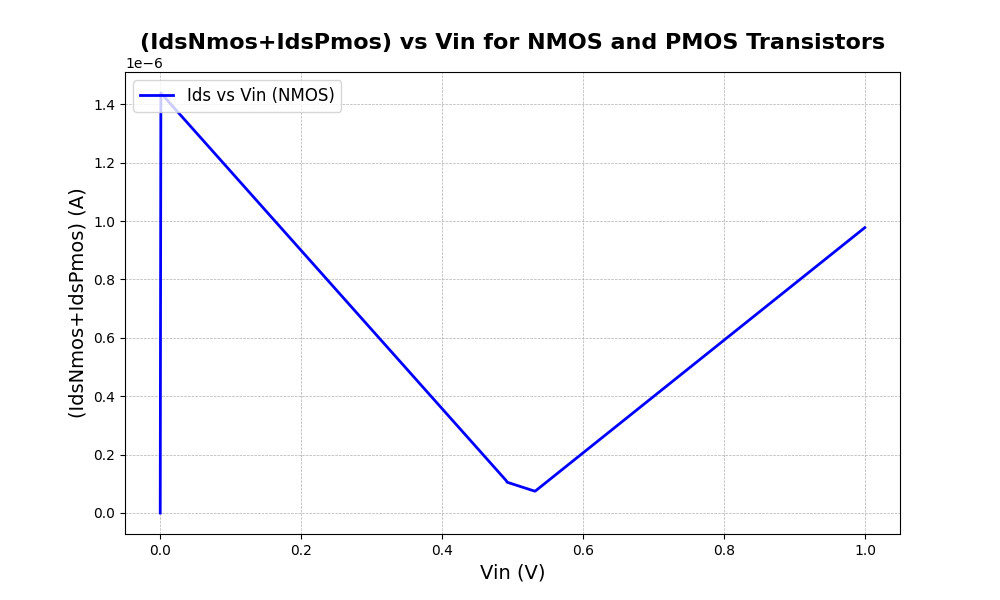 (IdsNmos+IdsPmos) vs Vin for NMOS and PMOS Transistors
1e−6
Ids vs Vin (NMOS)
1.4
1.2
1.0
0.8
0.6
0.4
0.2
0.0
(IdsNmos+IdsPmos) (A)
0.0 0.2 0.4 0.6 0.8 1.0
Vin (V)